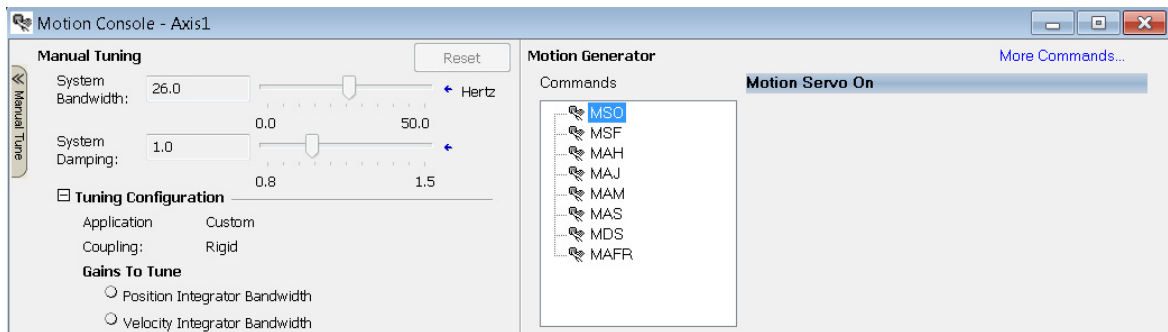 Motion Console - Axis1
Manual Tuning
Reset
Manual Tune
System
Bandwidth:
26.0
Hertz
0.0 50.0
System
Damping:
1.0
0.8 1.5
Tuning Configuration
Application Custom
Coupling: Rigid
Gains To Tune
Position Integrator Bandwidth
Velocity Integrator Bandwidth
Motion Generator
More Commands...
Commands
Motion Servo On
MSO
MSF
MAH
MAJ
MAM
MAS
MDS
MAFR